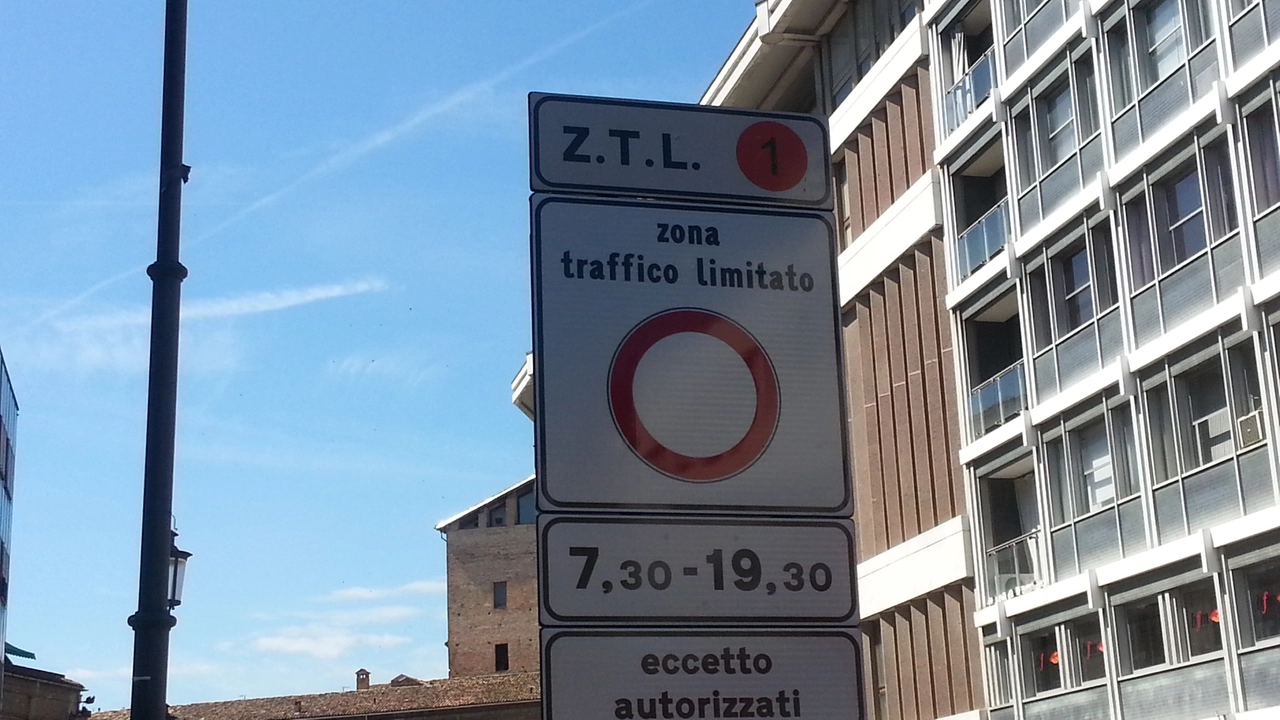 Z.T.L. 1
zona
traffico limitato
7,30-19,30
eccetto
autorizzati